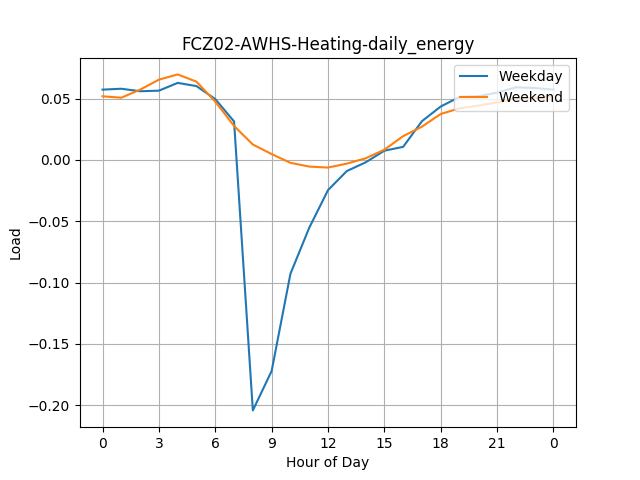 FCZ02-AWHS-Heating-daily_energy
Weekday
Weekend
0.05
0.00
−0.05
−0.10
−0.15
−0.20
Load
0 3 6 9 12 15 18 21 0
Hour of Day